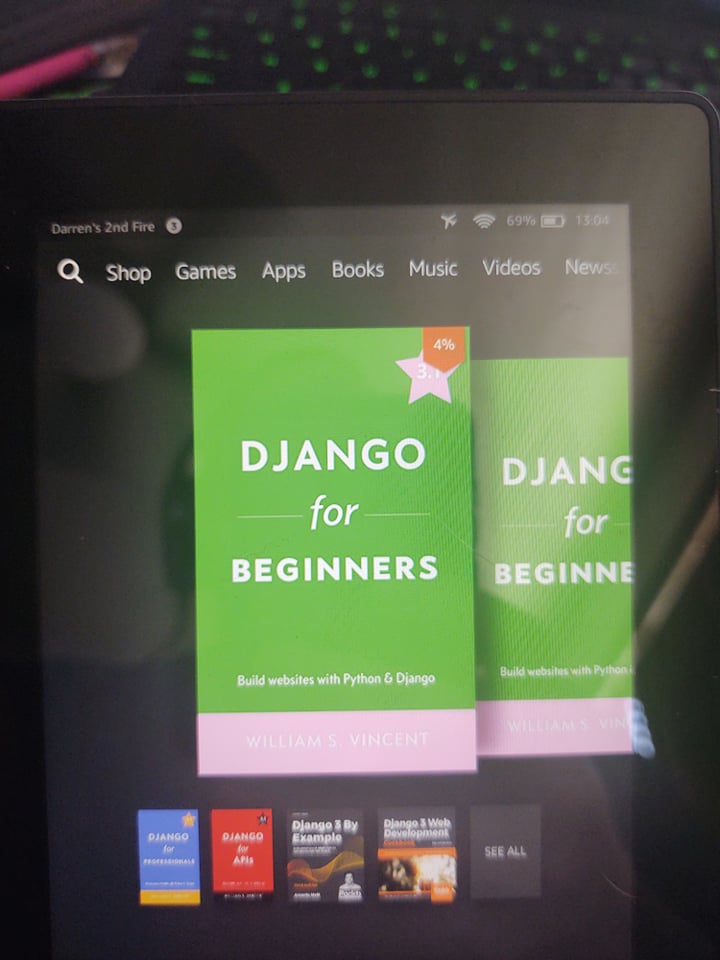 Darren's 2nd Fire 3 69% 13:04
Shop Games Apps Books Music Videos News
4%
3.1
DJANGO
for
BEGINNERS
Build websites with Python & Django
WILLIAM S. VINCENT
DJANG
for
BEGINNE
Build websites with Python
WILLIAM S. VIN
DJANGO
for
PROFESSIONALS
DJANGO
for
APIs
Django 3 By
Example
Packt
Django 3 Web
Development
Cookbook
SEE ALL